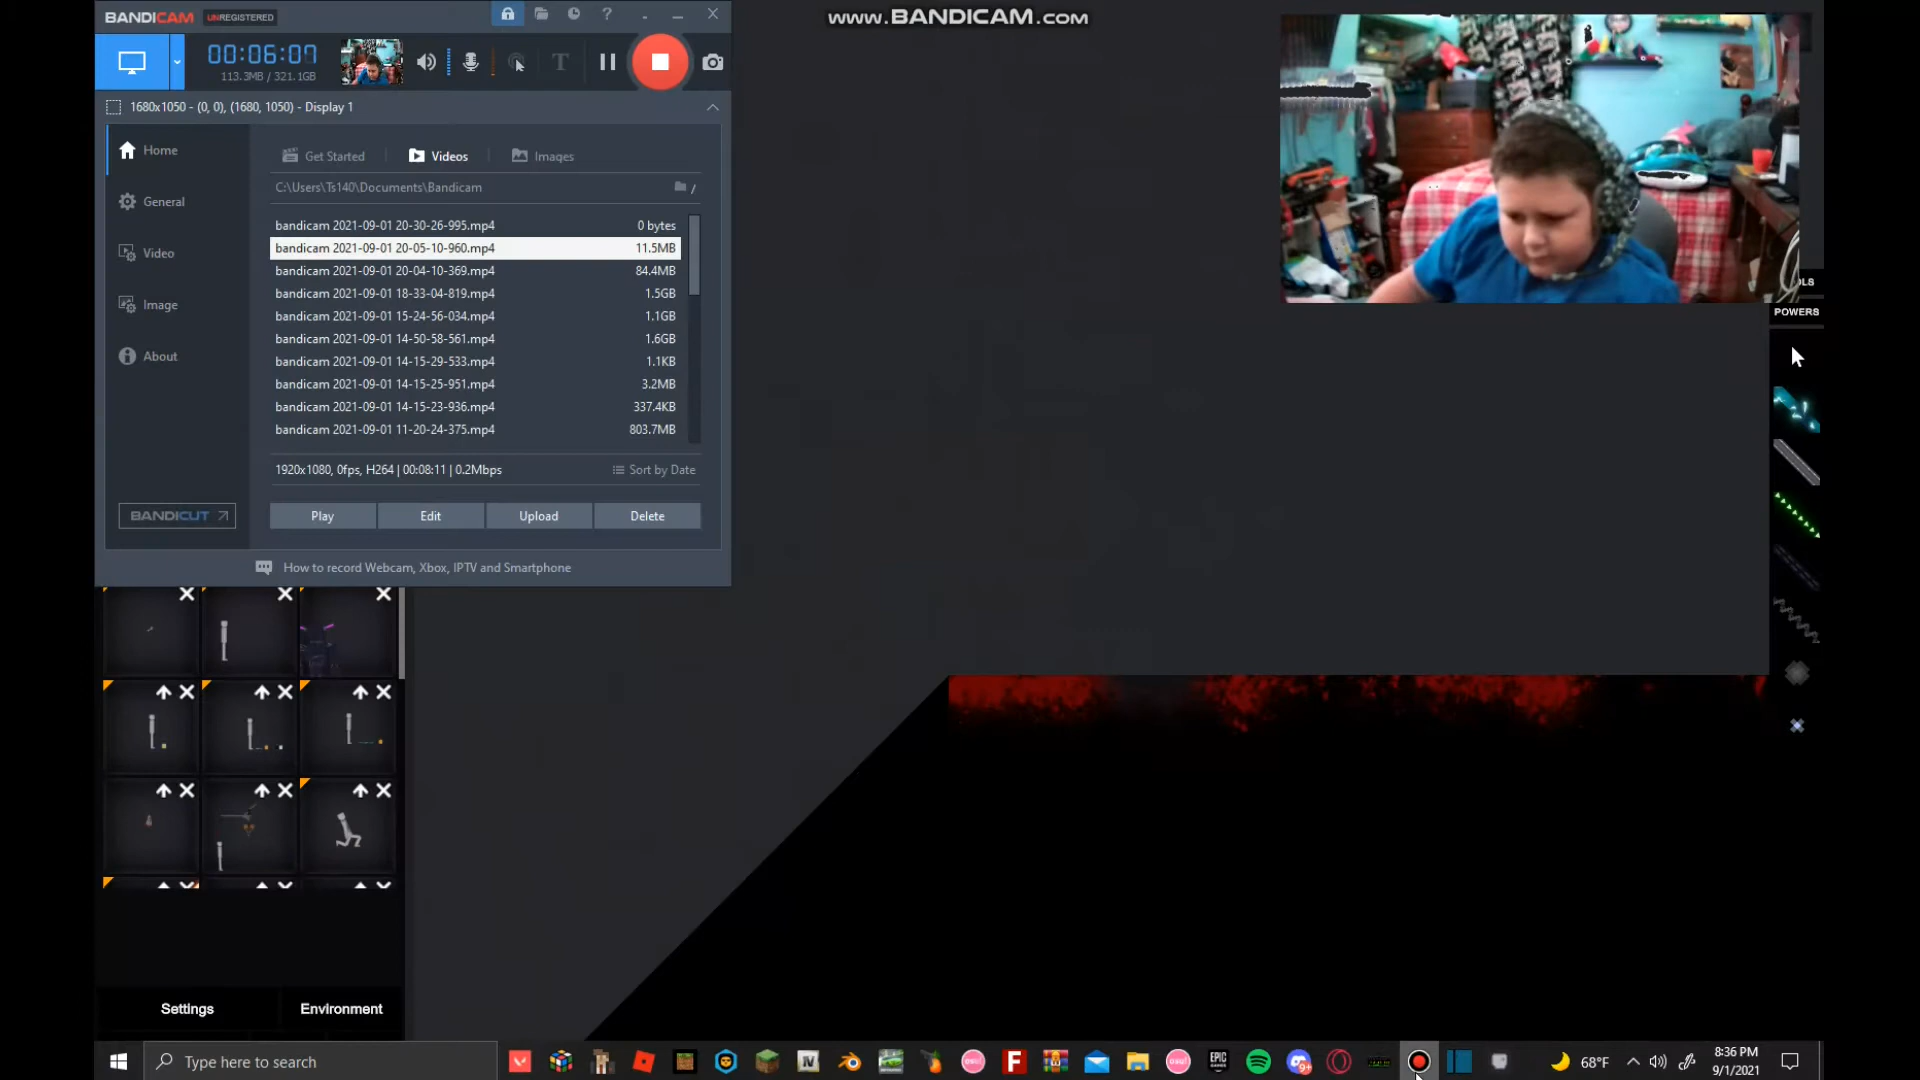 BANDICAM UNREGISTERED
www.BANDICAM.com
00:06:07
113.3MB / 321.1GB
1680x1050 - (0, 0), (1680, 1050) - Display 1
Home
General
Video
Image
About
BANDICUT
Get Started
Videos
Images
C:\Users\Ts140\Documents\Bandicam
bandicam 2021-09-01 20-30-26-995.mp4 0 bytes
bandicam 2021-09-01 20-05-10-960.mp4 11.5MB
bandicam 2021-09-01 20-04-10-369.mp4 84.4MB
bandicam 2021-09-01 18-33-04-819.mp4 1.5GB
bandicam 2021-09-01 15-24-56-034.mp4 1.1GB
bandicam 2021-09-01 14-50-58-561.mp4 1.6GB
bandicam 2021-09-01 14-15-29-533.mp4 1.1KB
bandicam 2021-09-01 14-15-25-951.mp4 3.2MB
bandicam 2021-09-01 14-15-23-936.mp4 337.4KB
bandicam 2021-09-01 11-20-24-375.mp4 803.7MB
1920x1080, 0fps, H264 | 00:08:11 | 0.2Mbps
Sort by Date
Play
Edit
Upload
Delete
How to record Webcam, Xbox, IPTV and Smartphone
OLS
POWERS
Settings
Environment
Type here to search
IV
osu!
F
osu!
EPIC GAMES
9+
68°F
8:36 PM
9/1/2021